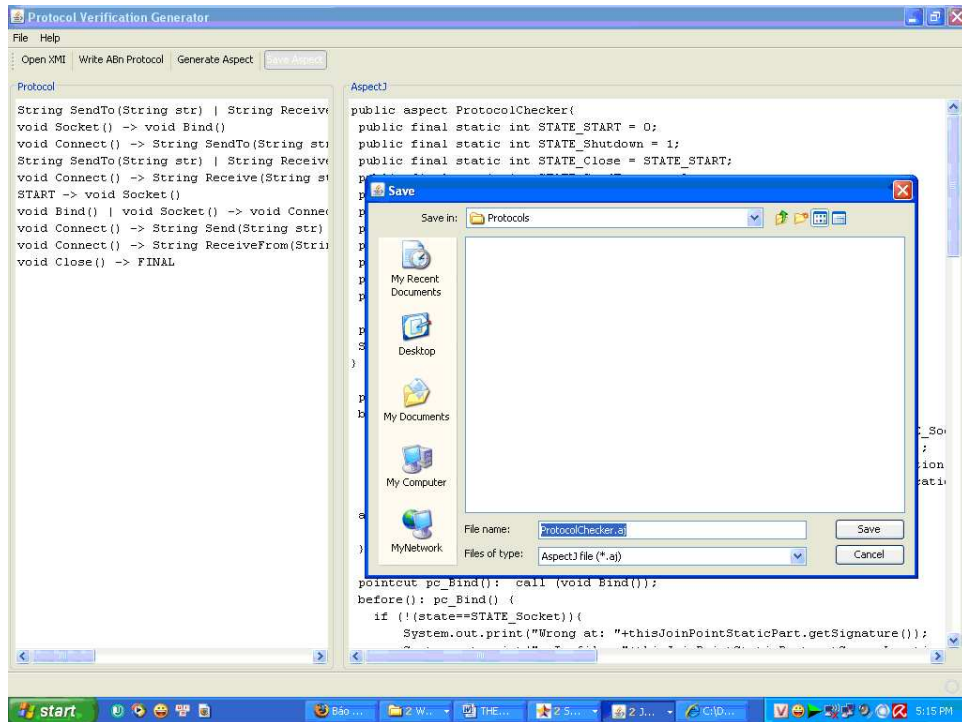 Protocol Verification Generator
File Help
Open XMI Write ABn Protocol Generate Aspect Save Aspect
Protocol
String SendTo(String str) | String Receive
void Socket() -> void Bind()
void Connect() -> String SendTo(String str
String SendTo(String str) | String Receive
void Connect() -> String Receive(String st
START -> void Socket()
void Bind() | void Socket() -> void Connec
void Connect() -> String Send(String str)
void Connect() -> String ReceiveFrom(Strin
void Close() -> FINAL
AspectJ
public aspect ProtocolChecker{
public final static int STATE_START = 0;
public final static int STATE_Shutdown = 1;
public final static int STATE_Close = STATE_START;
Save
Save in: Protocols
My Recent Documents
Desktop
My Documents
My Computer
MyNetwork
File name: ProtocolChecker.aj
Save
Files of type: AspectJ file (*.aj)
Cancel
pointcut pc_Bind(): call (void Bind());
before(): pc_Bind() {
if (!(state==STATE_Socket)){
System.out.print("Wrong at: "+thisJoinPointStaticPart.getSignature());
start
Báo ...
2 W...
THE...
2 S...
2 J...
C:\D...
5:15 PM